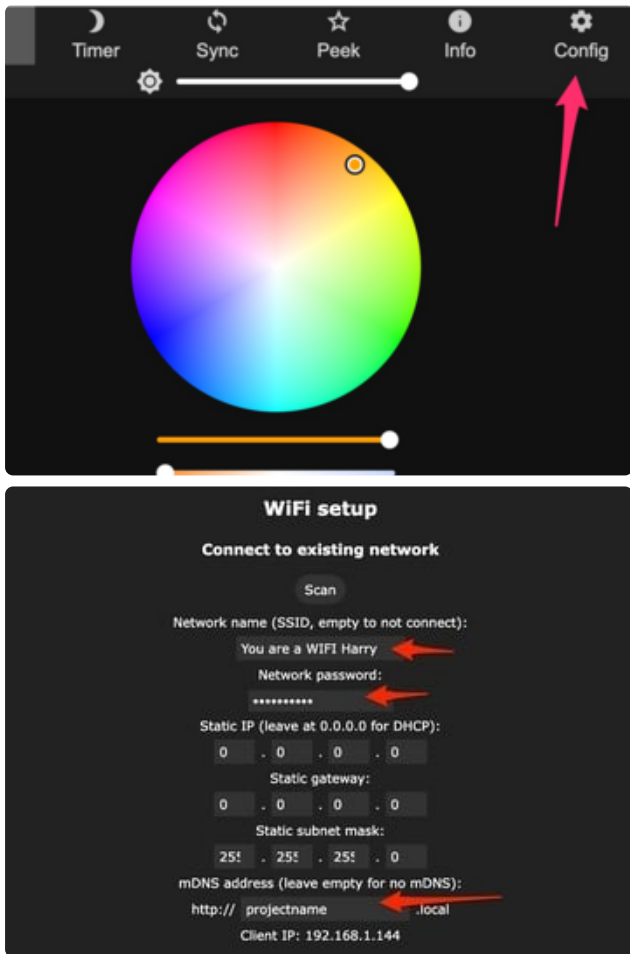 Timer Sync Peek Info Config
WiFi setup
Connect to existing network
Scan
Network name (SSID, empty to not connect):
You are a WIFI Harry
Network password:
••••••••••
Static IP (leave at 0.0.0.0 for DHCP):
0 . 0 . 0 . 0
Static gateway:
0 . 0 . 0 . 0
Static subnet mask:
255 . 255 . 255 . 0
mDNS address (leave empty for no mDNS):
http:// projectname .local
Client IP: 192.168.1.144